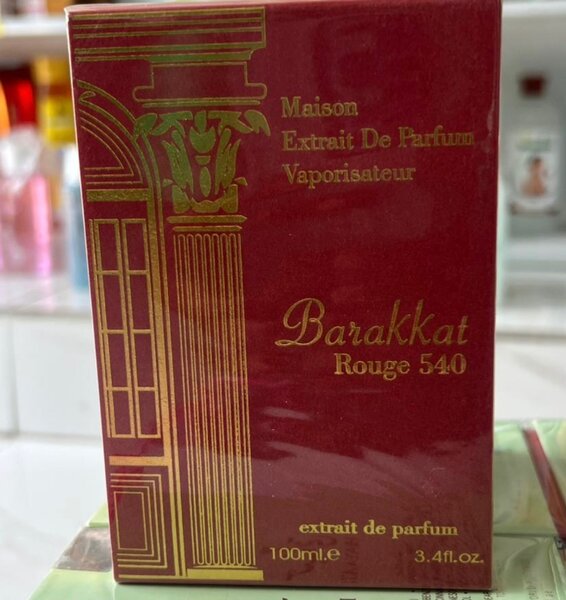 Maison
Extrait De Parfum
Vaporisateur
Barakkat
Rouge 540
extrait de parfum
100ml.e 3.4fl.oz.